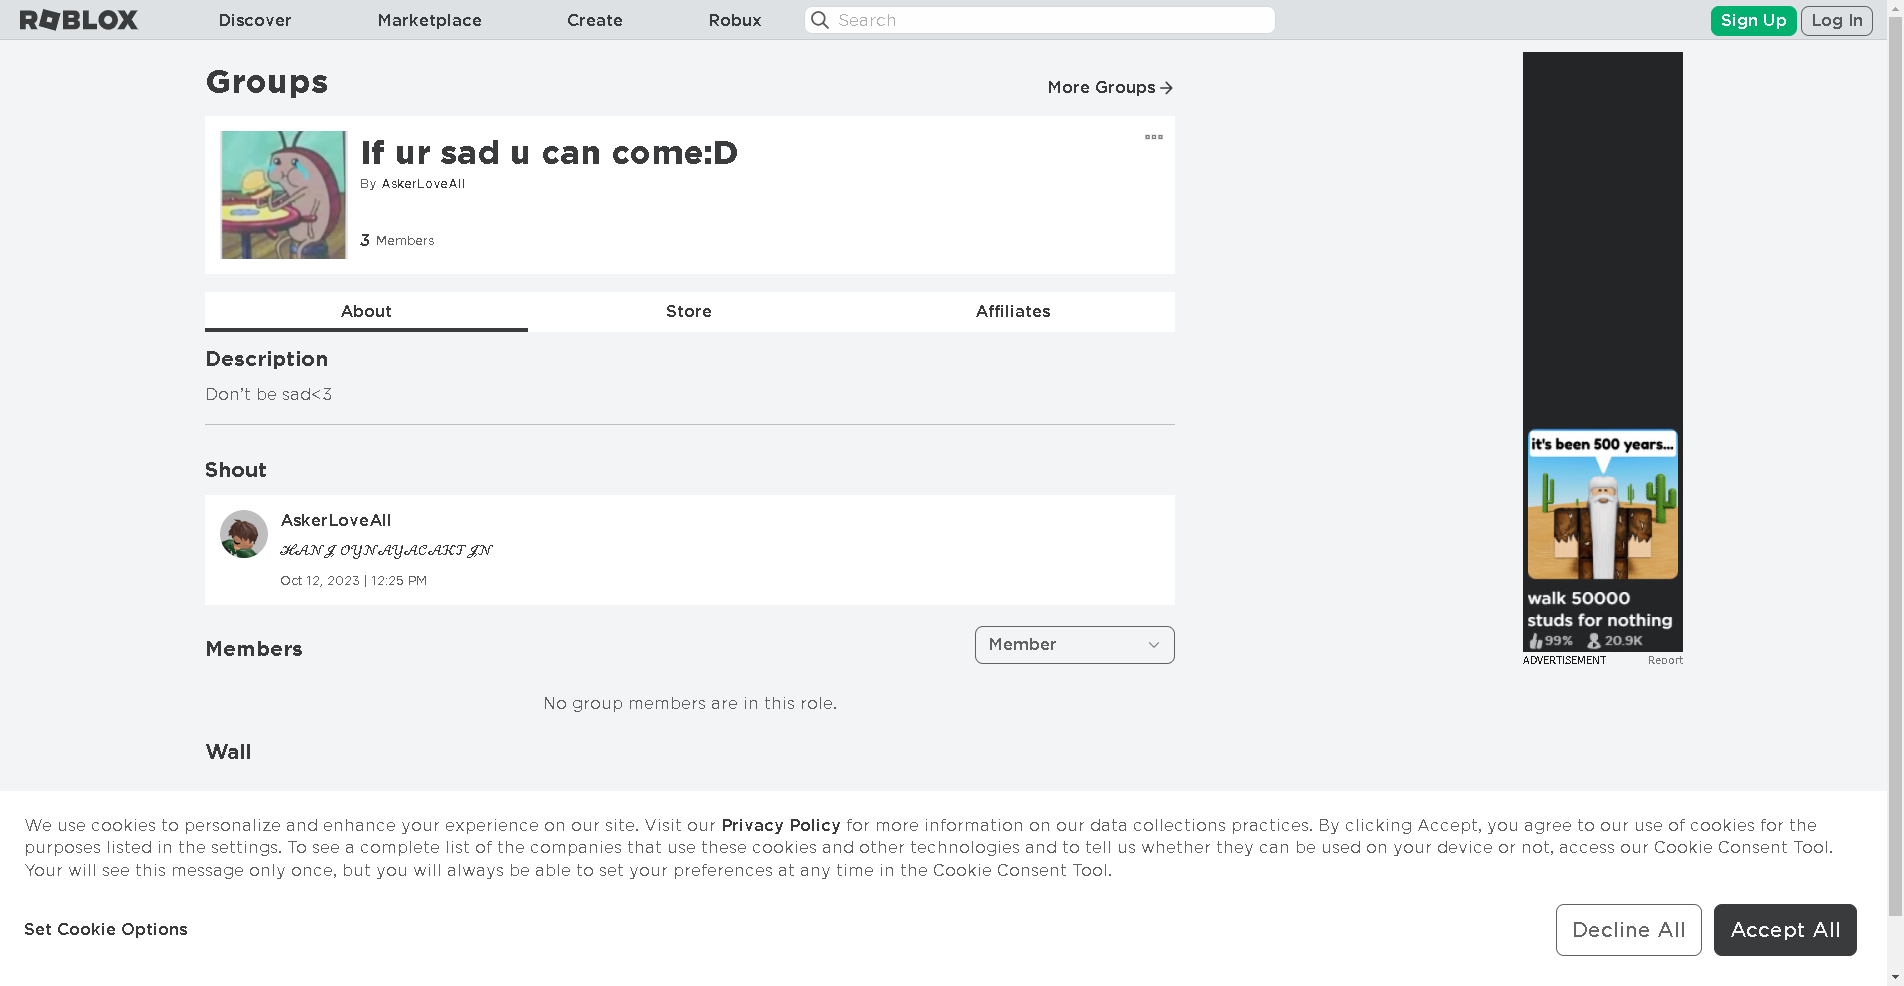 ROBLOX
Discover
Marketplace
Create
Robux
Search
Sign Up
Log In
Groups
More Groups
If ur sad u can come:D
By AskerLoveAll
3 Members
About
Store
Affiliates
Description
Don't be sad<3
Shout
AskerLoveAll
ℋ𝒜𝒩𝒥 𝒪𝒴𝒩𝒜𝒴𝒜𝒞𝒜𝒦𝒯𝒥𝒩
Oct 12, 2023 | 12:25 PM
Members
Member
No group members are in this role.
Wall
it's been 500 years...
walk 50000
studs for nothing
99% 20.9K
ADVERTISEMENT
Report
We use cookies to personalize and enhance your experience on our site. Visit our Privacy Policy for more information on our data collections practices. By clicking Accept, you agree to our use of cookies for the
purposes listed in the settings. To see a complete list of the companies that use these cookies and other technologies and to tell us whether they can be used on your device or not, access our Cookie Consent Tool.
Your will see this message only once, but you will always be able to set your preferences at any time in the Cookie Consent Tool.
Set Cookie Options
Decline All
Accept All